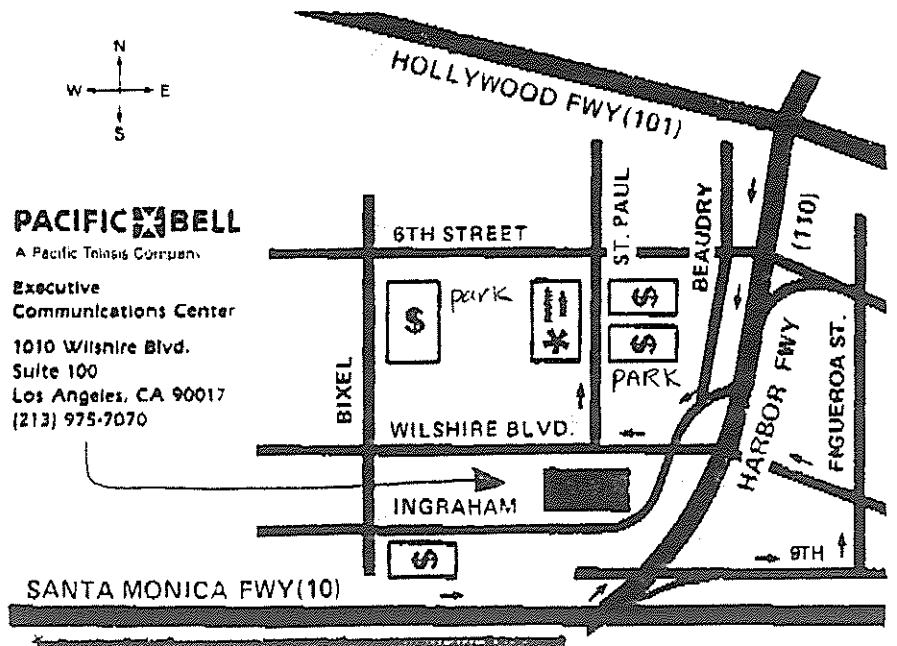 N
W E
S
HOLLYWOOD FWY(101)
PACIFIC BELL
A Pacific Telesis Company
Executive
Communications Center
1010 Wilshire Blvd.
Suite 100
Los Angeles, CA 90017
(213) 975-7070
6TH STREET
ST. PAUL
BEAUDRY
(110)
HARBOR FWY
FIGUEROA ST.
BIXEL
$
park
$
$
PARK
WILSHIRE BLVD.
INGRAHAM
$
9TH
SANTA MONICA FWY(10)